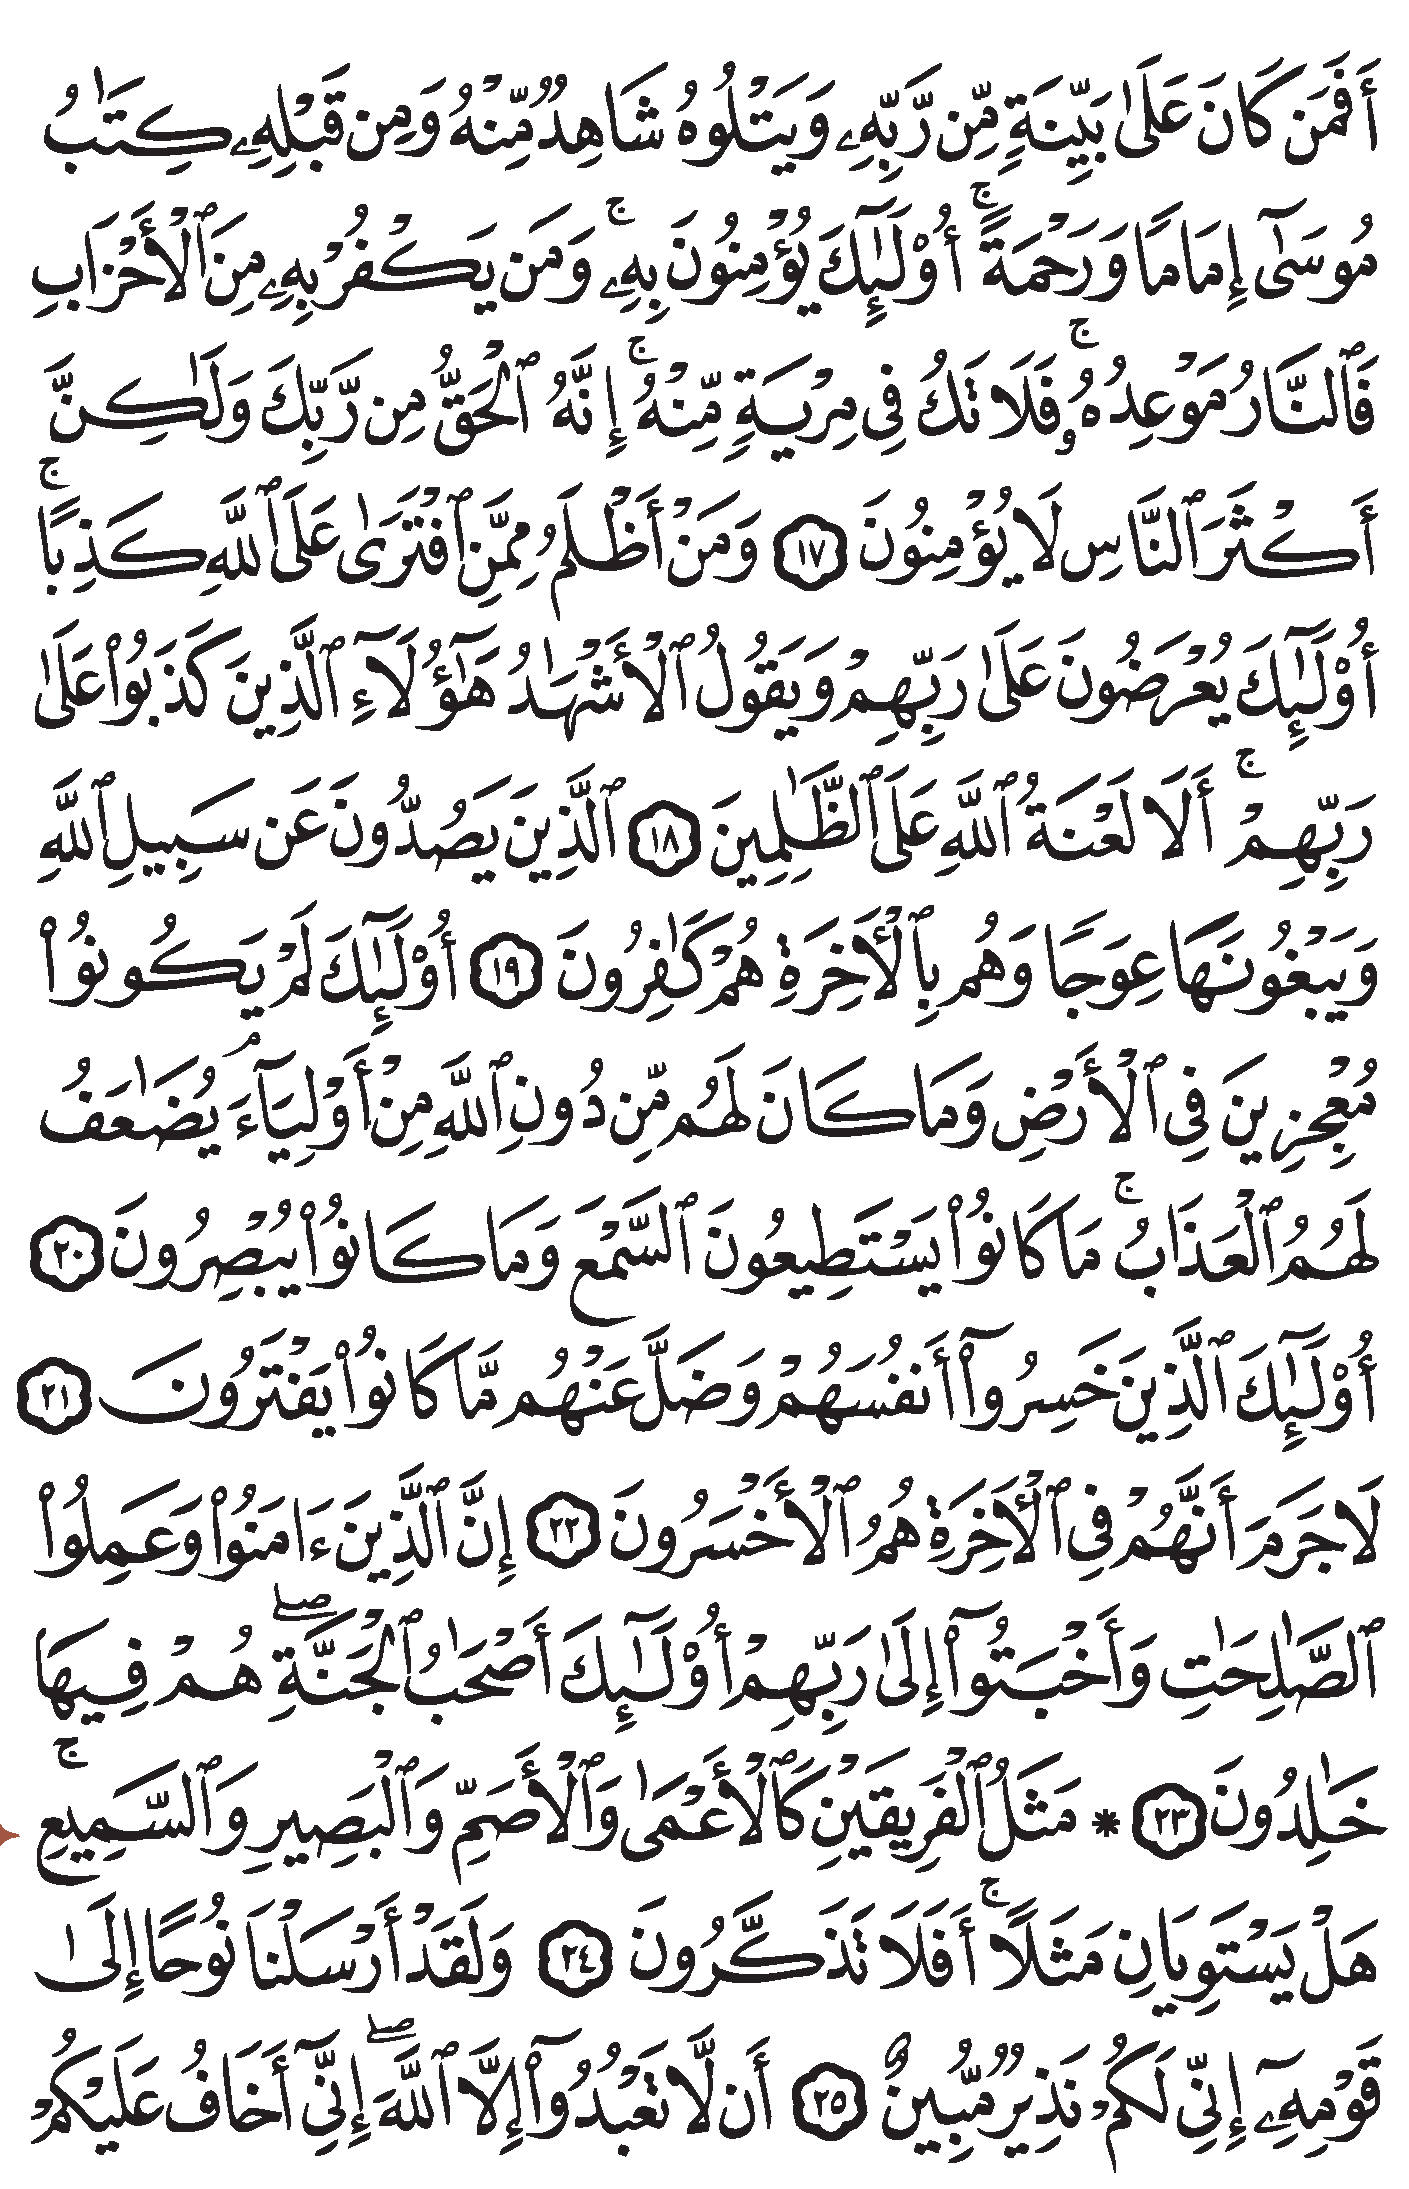 أَفَمَن كَانَ عَلَىٰ بَيِّنَةٍ مِّن رَّبِّهِۦ وَيَتْلُوهُ شَاهِدٌ مِّنْهُ وَمِن قَبْلِهِۦ كِتَٰبُ
مُوسَىٰٓ إِمَامًا وَرَحْمَةًۚ أُوْلَٰٓئِكَ يُؤْمِنُونَ بِهِۦۚ وَمَن يَكْفُرْ بِهِۦ مِنَ ٱلْأَحْزَابِ
فَٱلنَّارُ مَوْعِدُهُۥۚ فَلَا تَكُ فِى مِرْيَةٍ مِّنْهُۚ إِنَّهُ ٱلْحَقُّ مِن رَّبِّكَ وَلَٰكِنَّ
أَكْثَرَ ٱلنَّاسِ لَا يُؤْمِنُونَ ١٧ وَمَنْ أَظْلَمُ مِمَّنِ ٱفْتَرَىٰ عَلَى ٱللَّهِ كَذِبًاۚ
أُوْلَٰٓئِكَ يُعْرَضُونَ عَلَىٰ رَبِّهِمْ وَيَقُولُ ٱلْأَشْهَٰدُ هَٰٓؤُلَآءِ ٱلَّذِينَ كَذَبُوا۟ عَلَىٰ
رَبِّهِمْۚ أَلَا لَعْنَةُ ٱللَّهِ عَلَى ٱلظَّٰلِمِينَ ١٨ ٱلَّذِينَ يَصُدُّونَ عَن سَبِيلِ ٱللَّهِ
وَيَبْغُونَهَا عِوَجًا وَهُم بِٱلْأَخِرَةِ هُمْ كَٰفِرُونَ ١٩ أُوْلَٰٓئِكَ لَمْ يَكُونُوا۟
مُعْجِزِينَ فِى ٱلْأَرْضِ وَمَا كَانَ لَهُم مِّن دُونِ ٱللَّهِ مِنْ أَوْلِيَآءَۘ يُضَٰعَفُ
لَهُمُ ٱلْعَذَابُۚ مَا كَانُوا۟ يَسْتَطِيعُونَ ٱلسَّمْعَ وَمَا كَانُوا۟ يُبْصِرُونَ ٢٠
أُوْلَٰٓئِكَ ٱلَّذِينَ خَسِرُوٓا۟ أَنفُسَهُمْ وَضَلَّ عَنْهُم مَّا كَانُوا۟ يَفْتَرُونَ ٢١
لَا جَرَمَ أَنَّهُمْ فِى ٱلْأَخِرَةِ هُمُ ٱلْأَخْسَرُونَ ٢٢ إِنَّ ٱلَّذِينَ ءَامَنُوا۟ وَعَمِلُوا۟
ٱلصَّٰلِحَٰتِ وَأَخْبَتُوٓا۟ إِلَىٰ رَبِّهِمْ أُوْلَٰٓئِكَ أَصْحَٰبُ ٱلْجَنَّةِۖ هُمْ فِيهَا
خَٰلِدُونَ ٢٣ * مَثَلُ ٱلْفَرِيقَيْنِ كَٱلْأَعْمَىٰ وَٱلْأَصَمِّ وَٱلْبَصِيرِ وَٱلسَّمِيعِۚ
هَلْ يَسْتَوِيَانِ مَثَلًاۚ أَفَلَا تَذَكَّرُونَ ٢٤ وَلَقَدْ أَرْسَلْنَا نُوحًا إِلَىٰ
قَوْمِهِۦٓ إِنِّى لَكُمْ نَذِيرٌ مُّبِينٌ ٢٥ أَن لَّا تَعْبُدُوٓا۟ إِلَّا ٱللَّهَۖ إِنِّىٓ أَخَافُ عَلَيْكُمْ